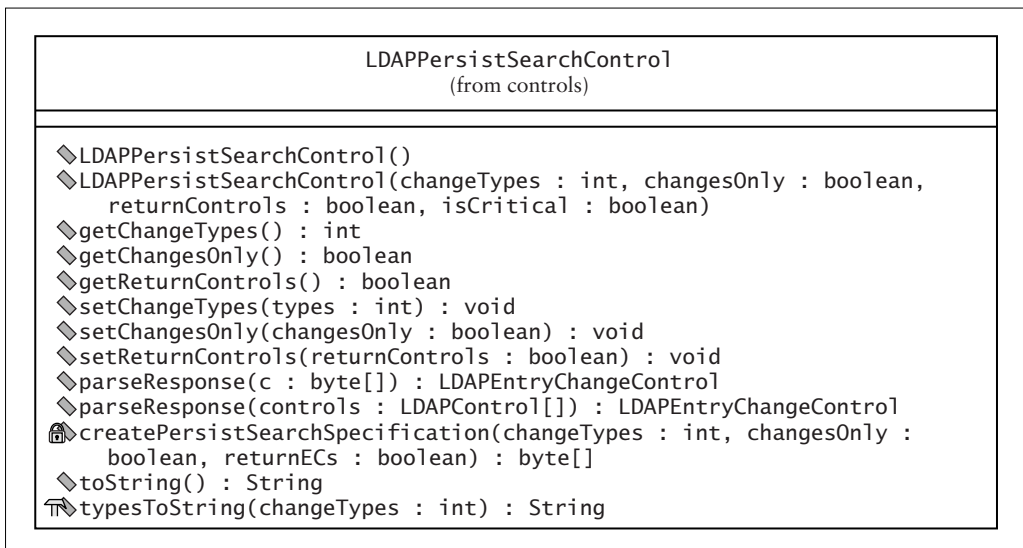 LDAPPersistSearchControl
(from controls)
LDAPPersistSearchControl()
LDAPPersistSearchControl(changeTypes : int, changesOnly : boolean,
returnControls : boolean, isCritical : boolean)
getChangeTypes() : int
getChangesOnly() : boolean
getReturnControls() : boolean
setChangeTypes(types : int) : void
setChangesOnly(changesOnly : boolean) : void
setReturnControls(returnControls : boolean) : void
parseResponse(c : byte[]) : LDAPEntryChangeControl
parseResponse(controls : LDAPControl[]) : LDAPEntryChangeControl
createPersistSearchSpecification(changeTypes : int, changesOnly :
boolean, returnECs : boolean) : byte[]
toString() : String
typesToString(changeTypes : int) : String